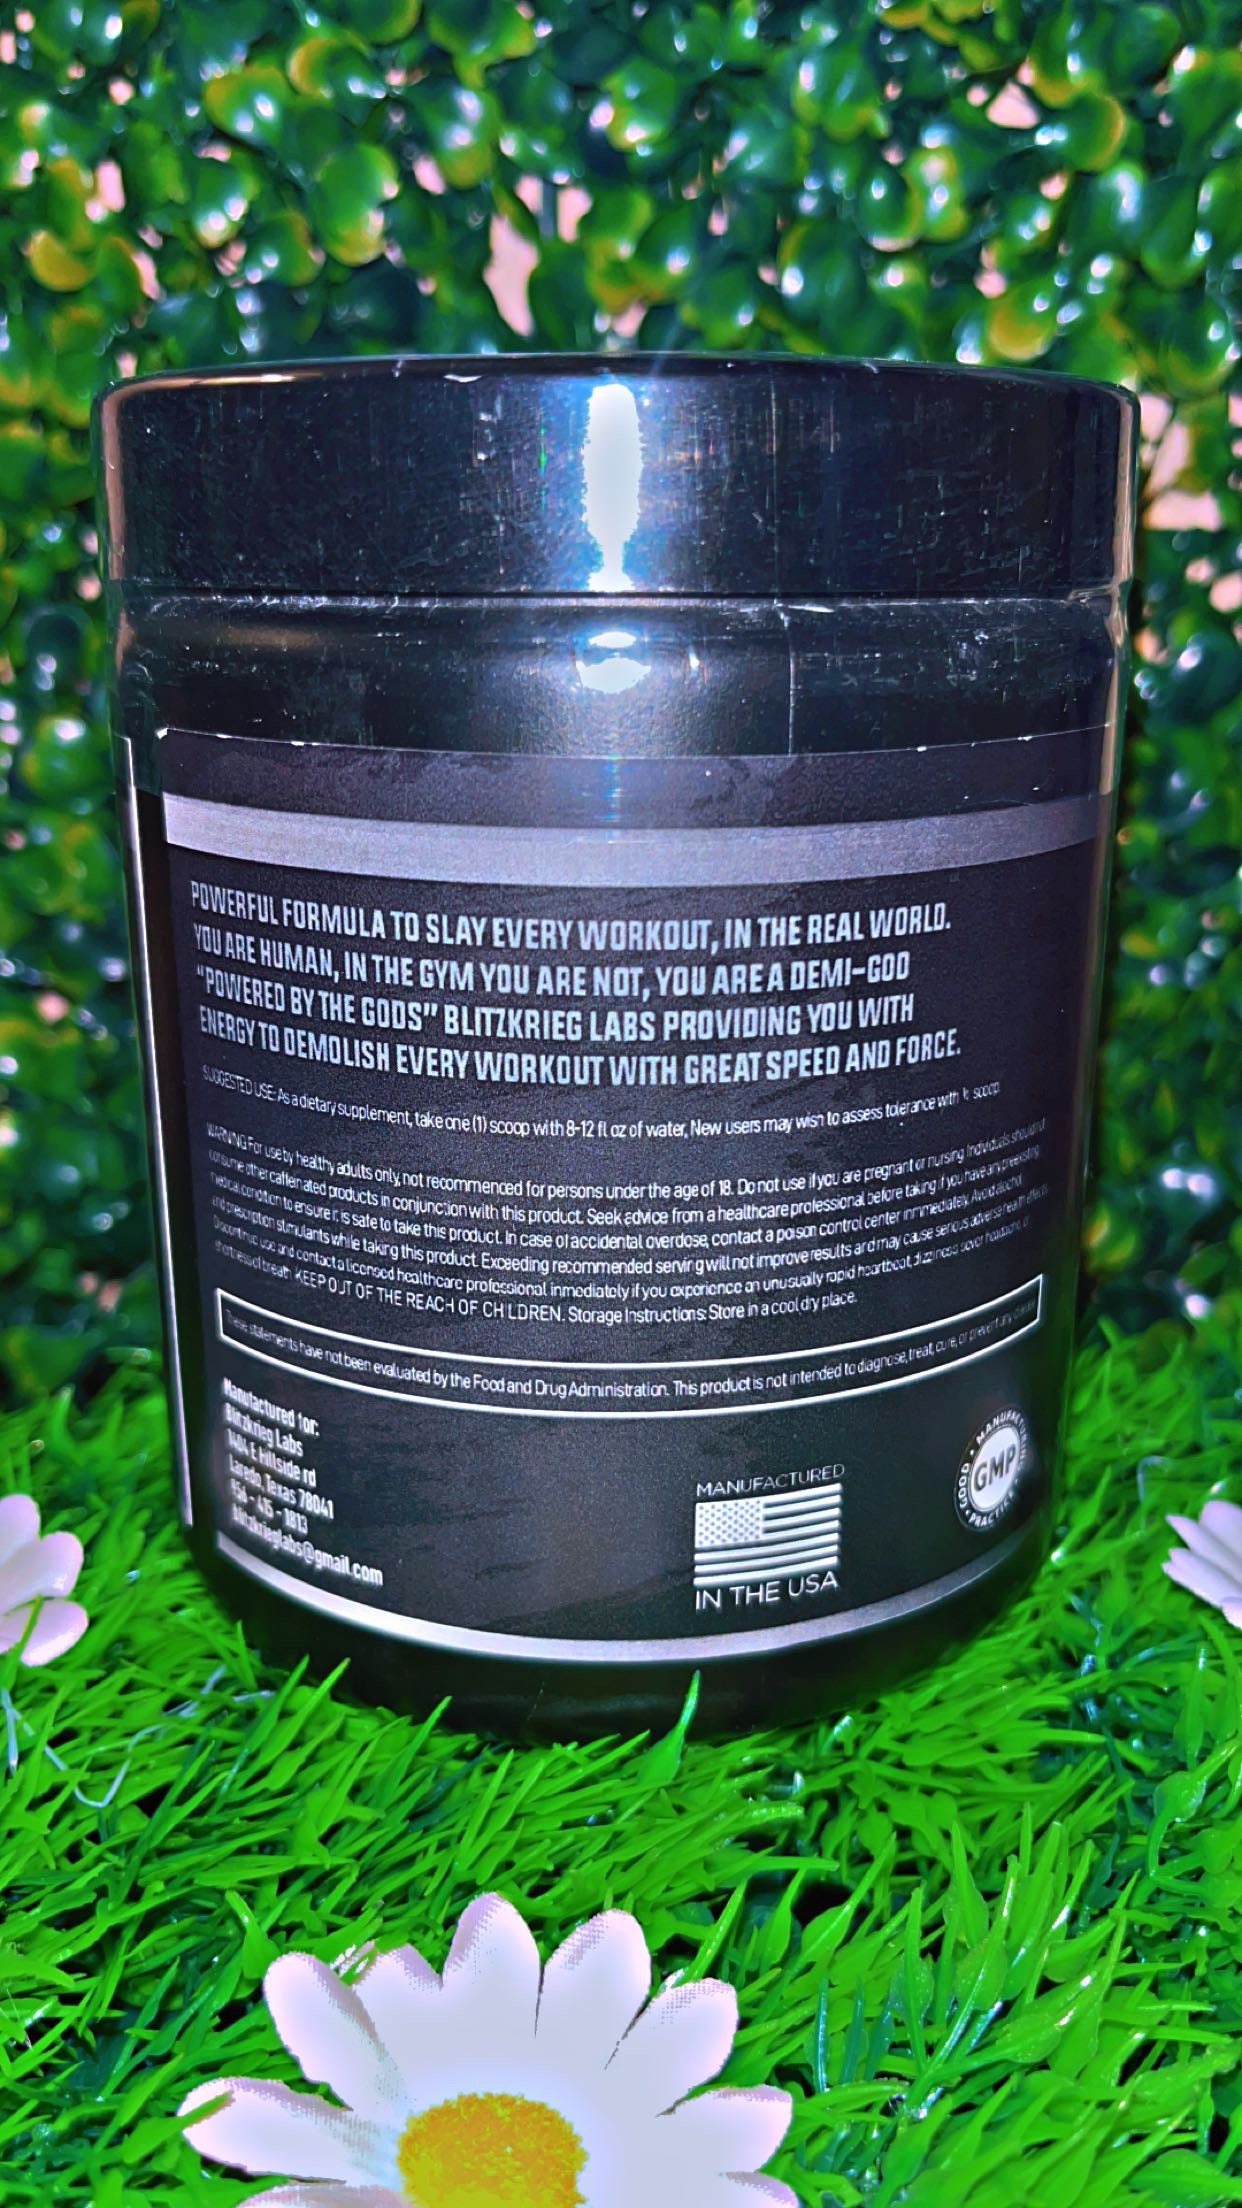 POWERFUL FORMULA TO SLAY EVERY WORKOUT, IN THE REAL WORLD.
YOU ARE HUMAN, IN THE GYM YOU ARE NOT, YOU ARE A DEMI-GOD
"POWERED BY THE GODS" BLITZKRIEG LABS PROVIDING YOU WITH
ENERGY TO DEMOLISH EVERY WORKOUT WITH GREAT SPEED AND FORCE.
SUGGESTED USE: As a dietary supplement, take one (1) scoop with 8-12 fl oz of water, New users may wish to assess tolerance with scoop
WARNING For use by healthy adults only, not recommended for persons under the age of 18. Do not use if you are pregnant or nursing Individuals should not
consume other caffeinated products in conjunction with this product. Seek advice from a healthcare professional before taking if you have any preexisting
medical condition to ensure it is safe to take this product. In case of accidental overdose, contact a poison control center immediately. Avoid alcohol
and prescription stimulants while taking this product. Exceeding recommended serving will not improve results and may cause serious adverse health effects
Discontinue use and contact a licensed healthcare professional immediately if you experience an unusually rapid heartbeat, dizziness sever headache, or
shortness of breath KEEP OUT OF THE REACH OF CHILDREN. Storage Instructions: Store in a cool dry place.
These statements have not been evaluated by the Food and Drug Administration. This product is not intended to diagnose, treat, cure, or prevent any
Manufactured for:
Blitzkrieg Labs
1404 E Hillside rd
Laredo, Texas 78041
956 - 415 - 1813
Blitzkrieglabs@gmail.com
MANUFACTURED
IN THE USA
GOOD • MANUFACTURING • PRACTICE
GMP